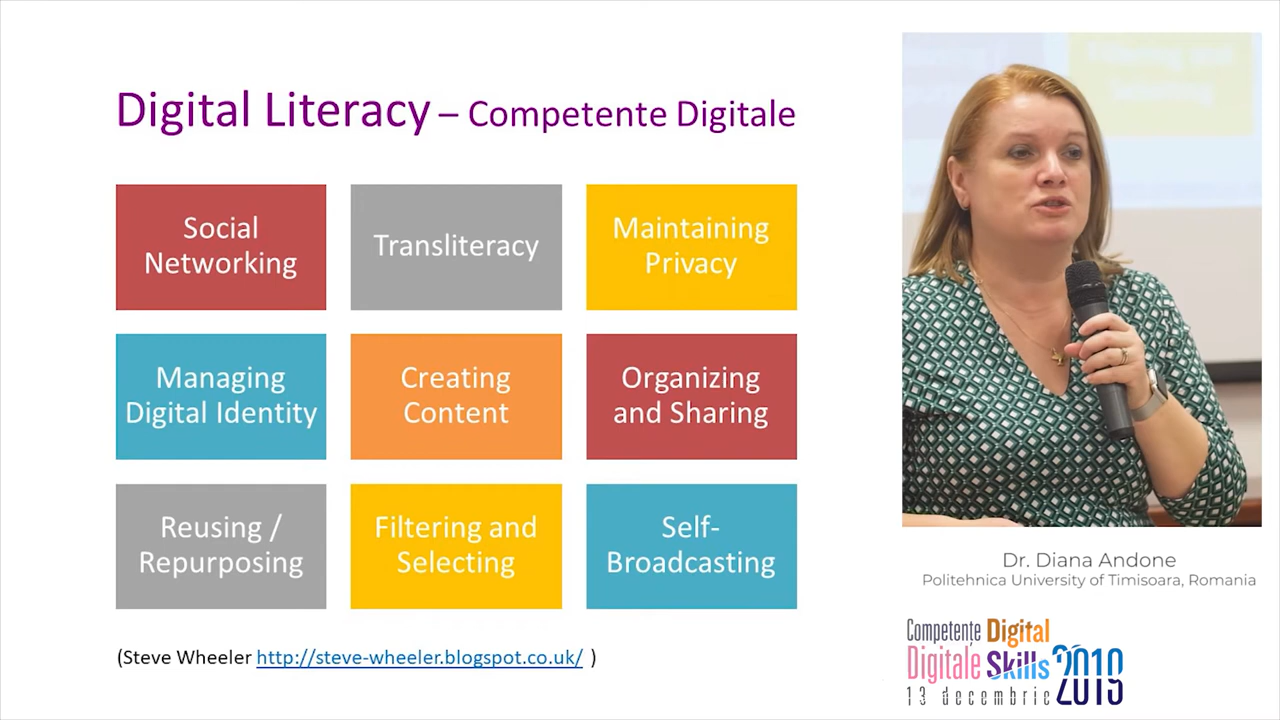 Digital Literacy – Competente Digitale
Social
Networking
Transliteracy
Maintaining
Privacy
Managing
Digital Identity
Creating
Content
Organizing
and Sharing
Reusing /
Repurposing
Filtering and
Selecting
Self-
Broadcasting
(Steve Wheeler http://steve-wheeler.blogspot.co.uk/ )
Dr. Diana Andone
Politehnica University of Timisoara, Romania
Competențe Digital
Digitale Skills 2019
13 decembrie